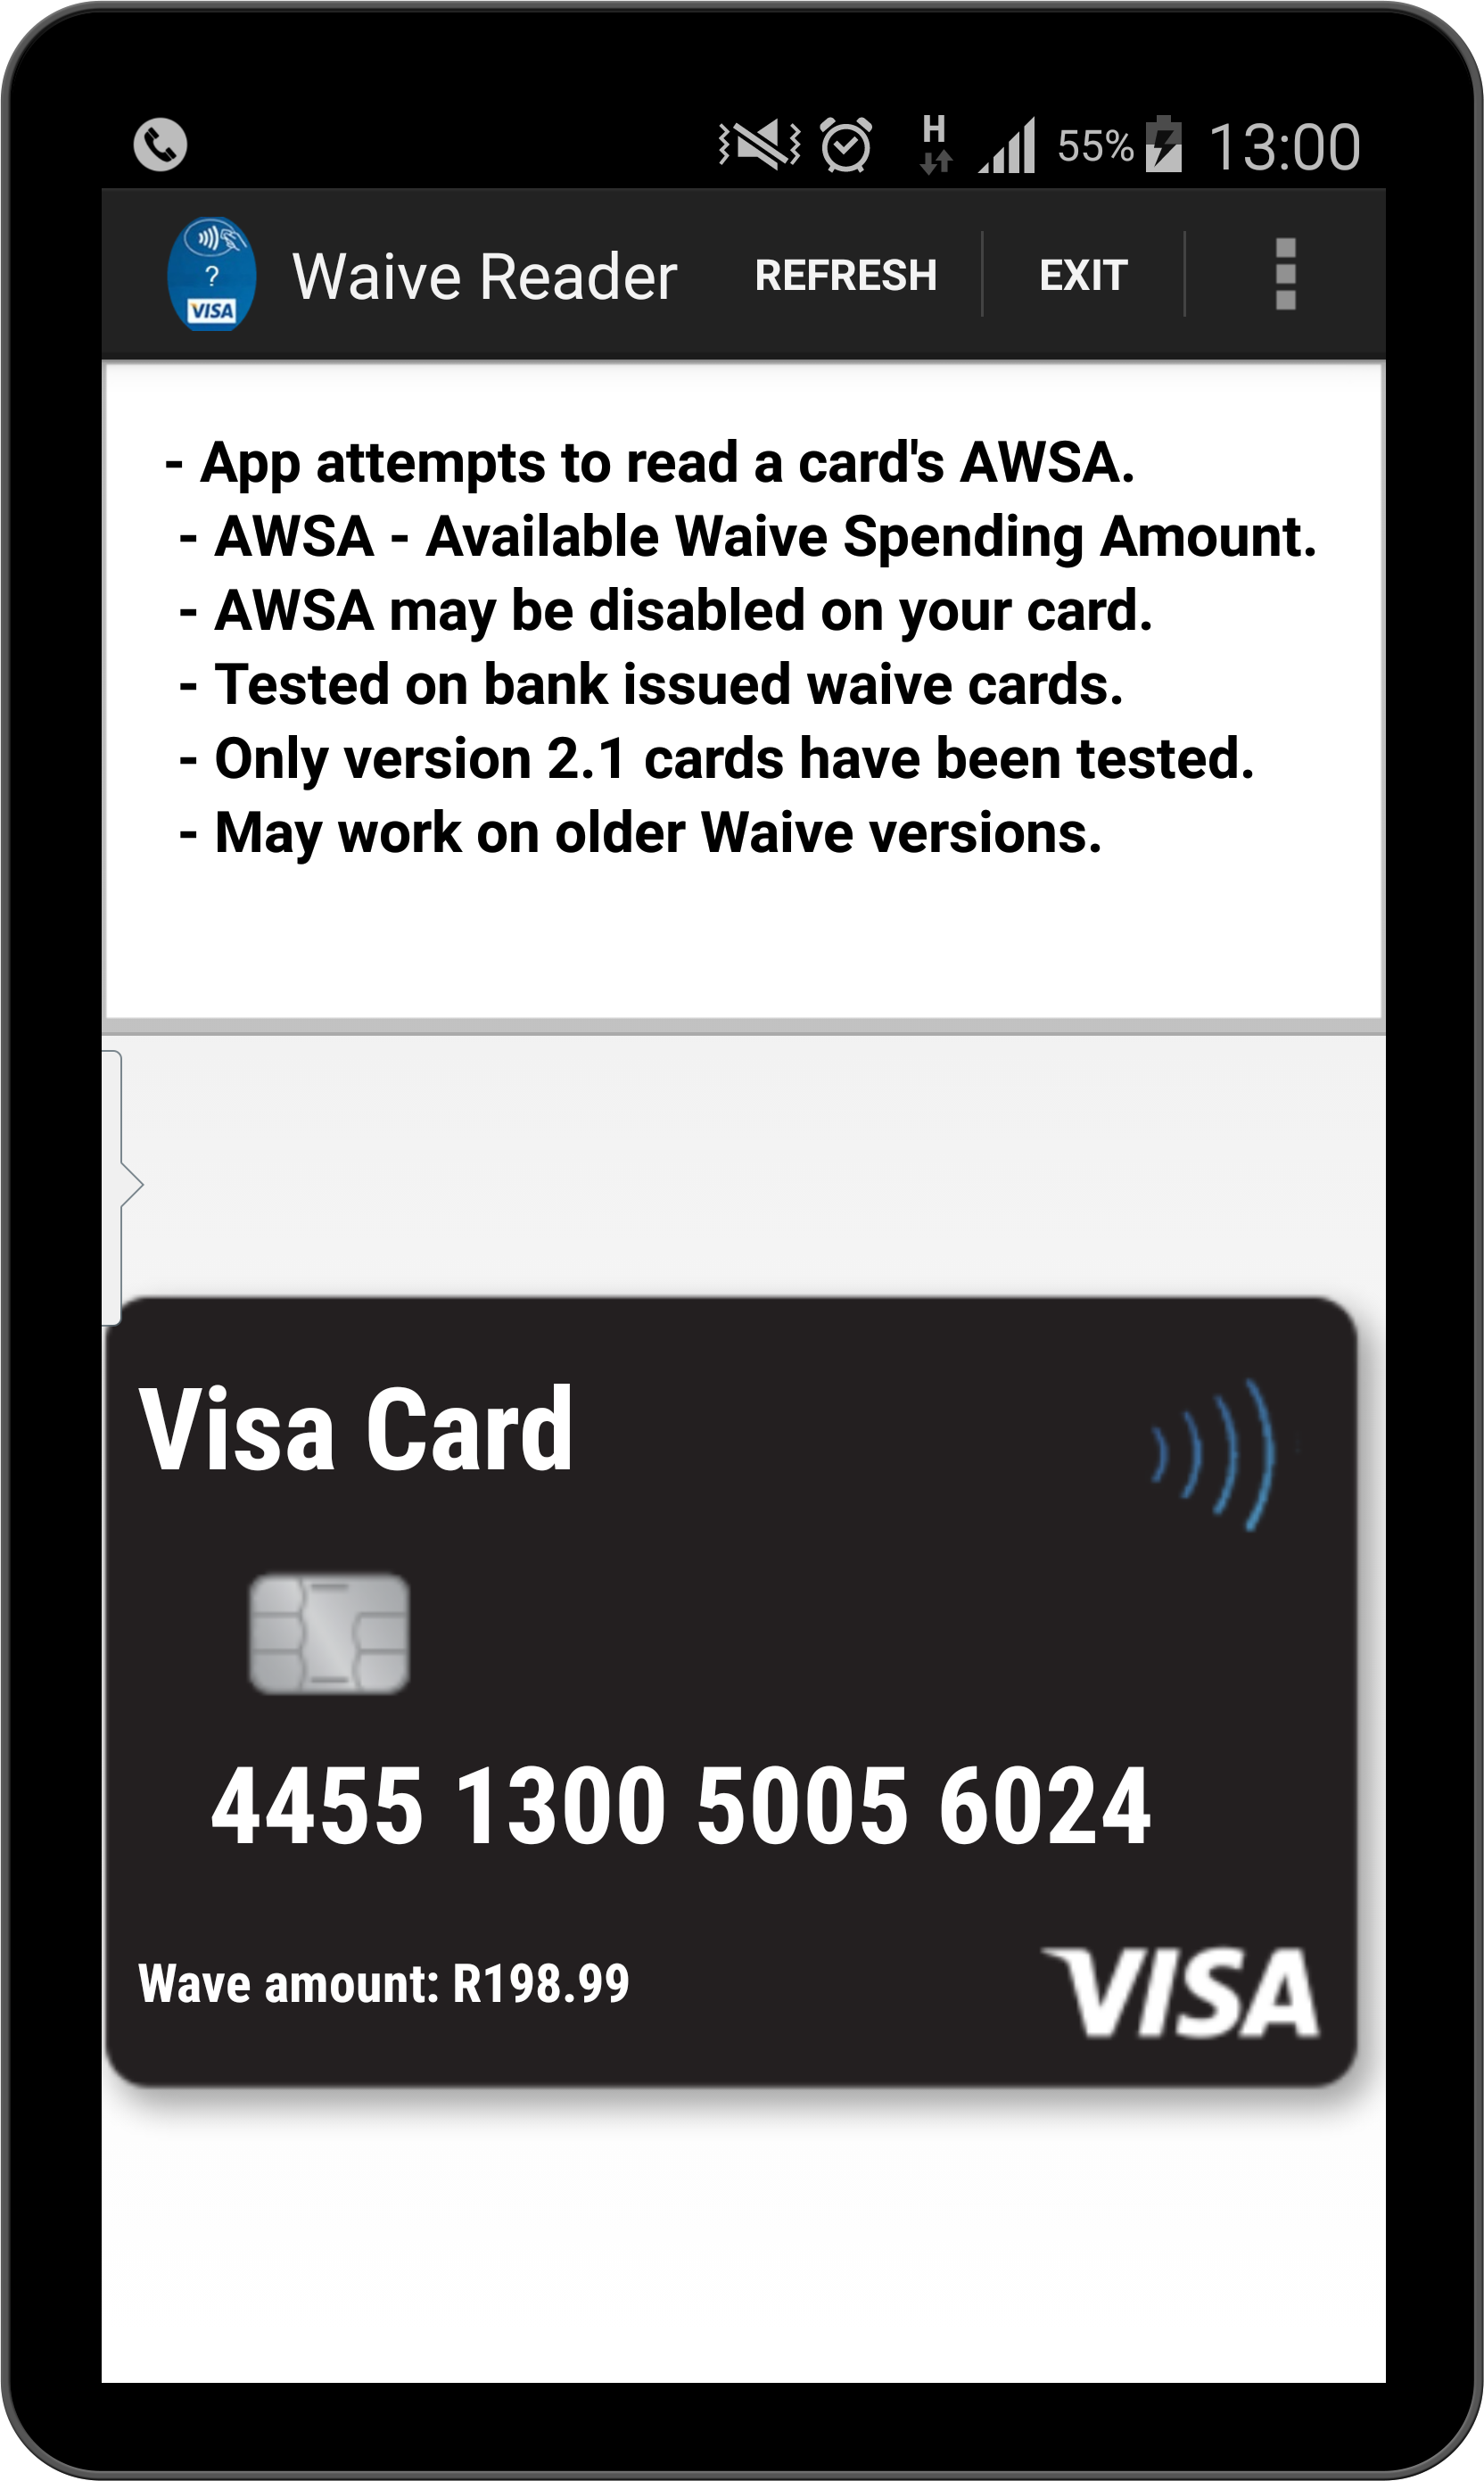 H
55%
13:00
?
VISA
Waive Reader
REFRESH
EXIT
- App attempts to read a card's AWSA.
- AWSA - Available Waive Spending Amount.
- AWSA may be disabled on your card.
- Tested on bank issued waive cards.
- Only version 2.1 cards have been tested.
- May work on older Waive versions.
Visa Card
4455 1300 5005 6024
Wave amount: R198.99
VISA